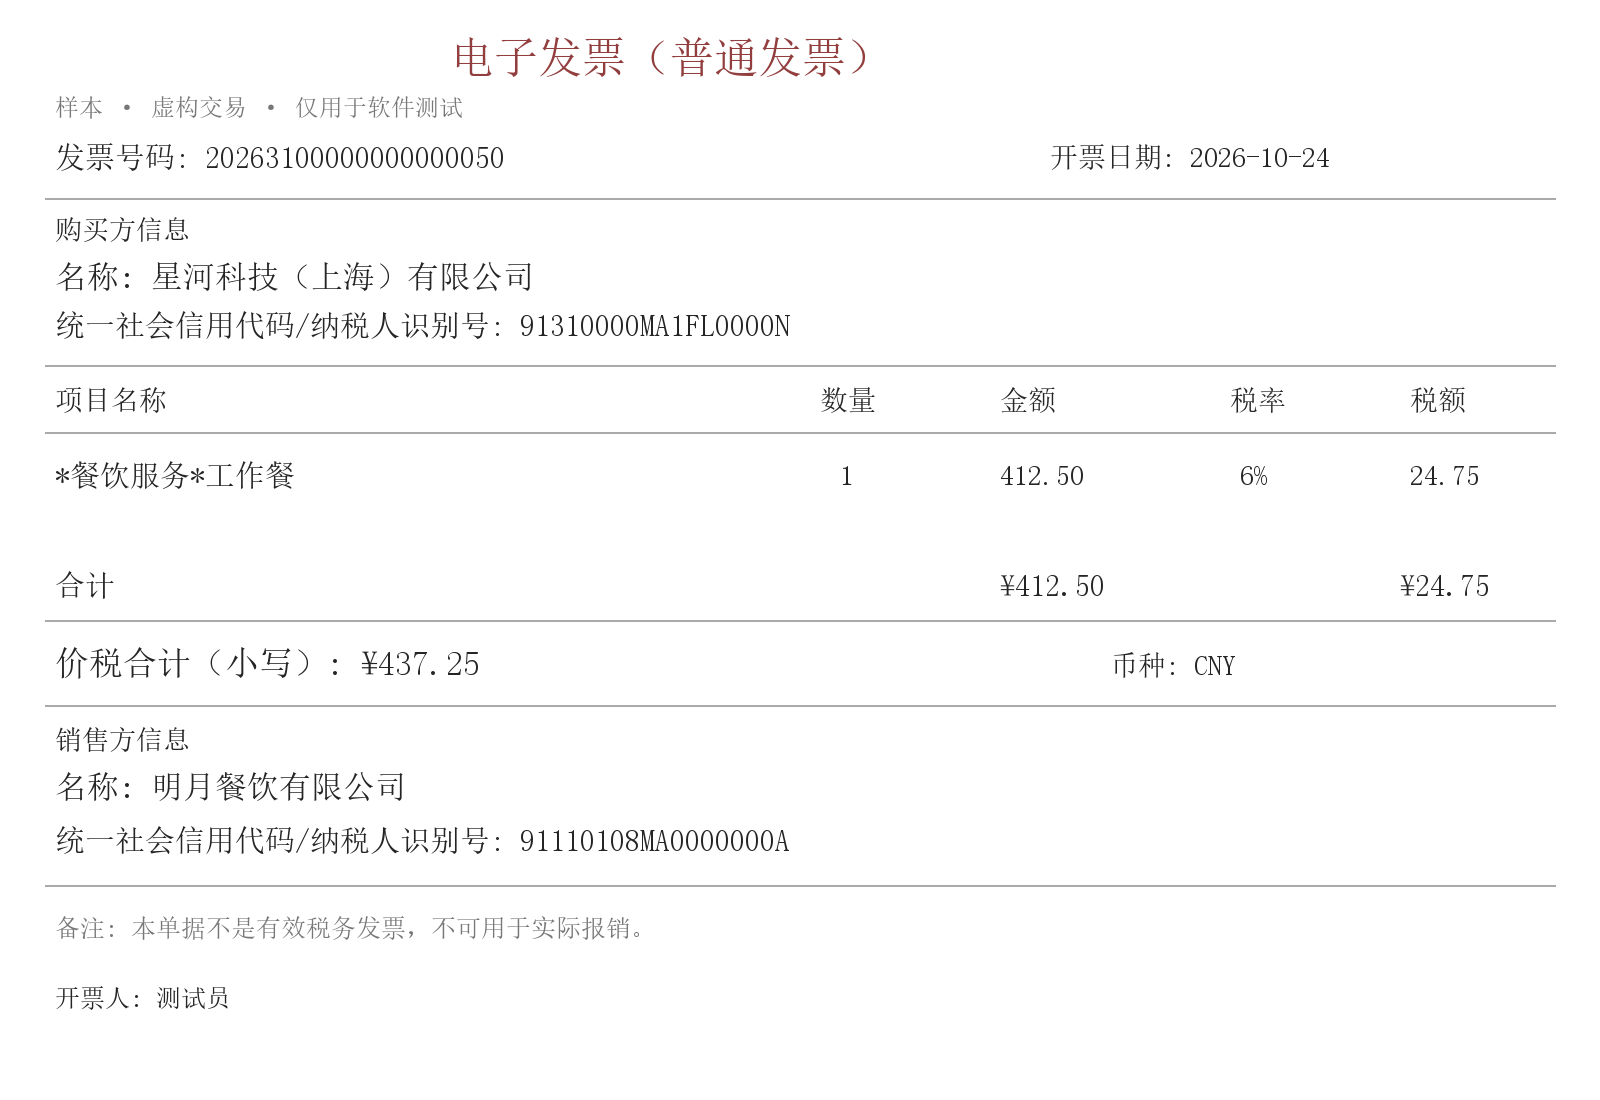 电子发票（普通发票）
样本 • 虚构交易 • 仅用于软件测试
发票号码: 20263100000000000050 开票日期: 2026-10-24
购买方信息
名称: 星河科技（上海）有限公司
统一社会信用代码/纳税人识别号: 91310000MA1FL0000N
项目名称 数量 金额 税率 税额
*餐饮服务*工作餐 1 412.50 6% 24.75
合计 ¥412.50 ¥24.75
价税合计（小写）: ¥437.25 币种: CNY
销售方信息
名称: 明月餐饮有限公司
统一社会信用代码/纳税人识别号: 91110108MA0000000A
备注: 本单据不是有效税务发票，不可用于实际报销。
开票人: 测试员